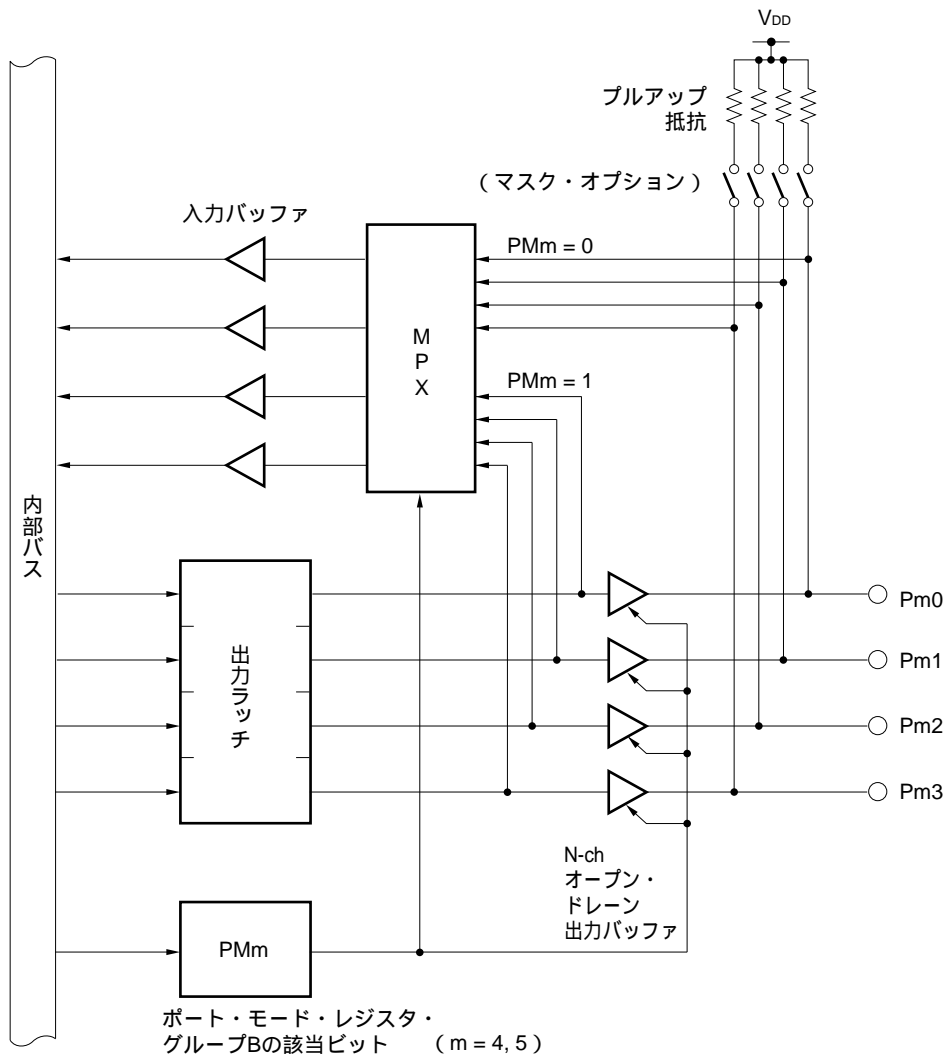 VDD
プルアップ
抵抗
（マスク・オプション）
入力バッファ
PMm = 0
M
P
X
PMm = 1
内部バス
出力ラッチ
Pm0
Pm1
Pm2
Pm3
N-ch
オープン・
ドレーン
出力バッファ
PMm
ポート・モード・レジスタ・
グループBの該当ビット （m = 4, 5）